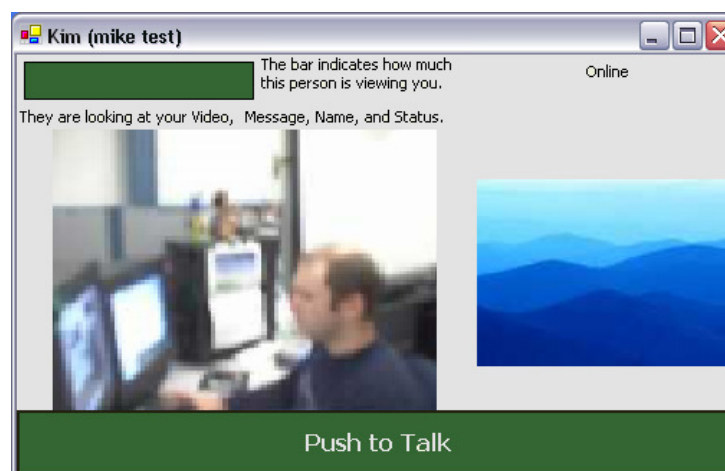 Kim (mike test)
The bar indicates how much
this person is viewing you.
Online
They are looking at your Video,  Message, Name, and Status.
Push to Talk